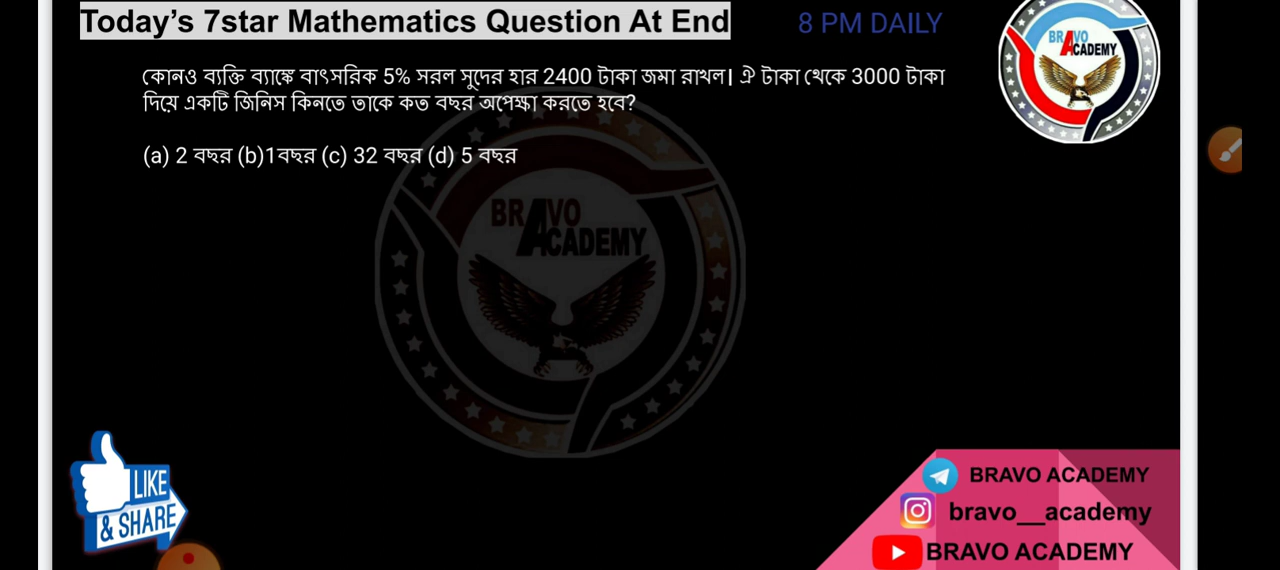 Today’s 7star Mathematics Question At End
8 PM DAILY
BRAVO
ACADEMY
কোনও ব্যক্তি ব্যাঙ্কে বাৎসরিক 5% সরল সুদের হার 2400 টাকা জমা রাখল। ঐ টাকা থেকে 3000 টাকা
দিয়ে একটি জিনিস কিনতে তাকে কত বছর অপেক্ষা করতে হবে?
(a) 2 বছর (b)1বছর (c) 32 বছর (d) 5 বছর
BRAVO
ACADEMY
LIKE
& SHARE
BRAVO ACADEMY
bravo__academy
BRAVO ACADEMY